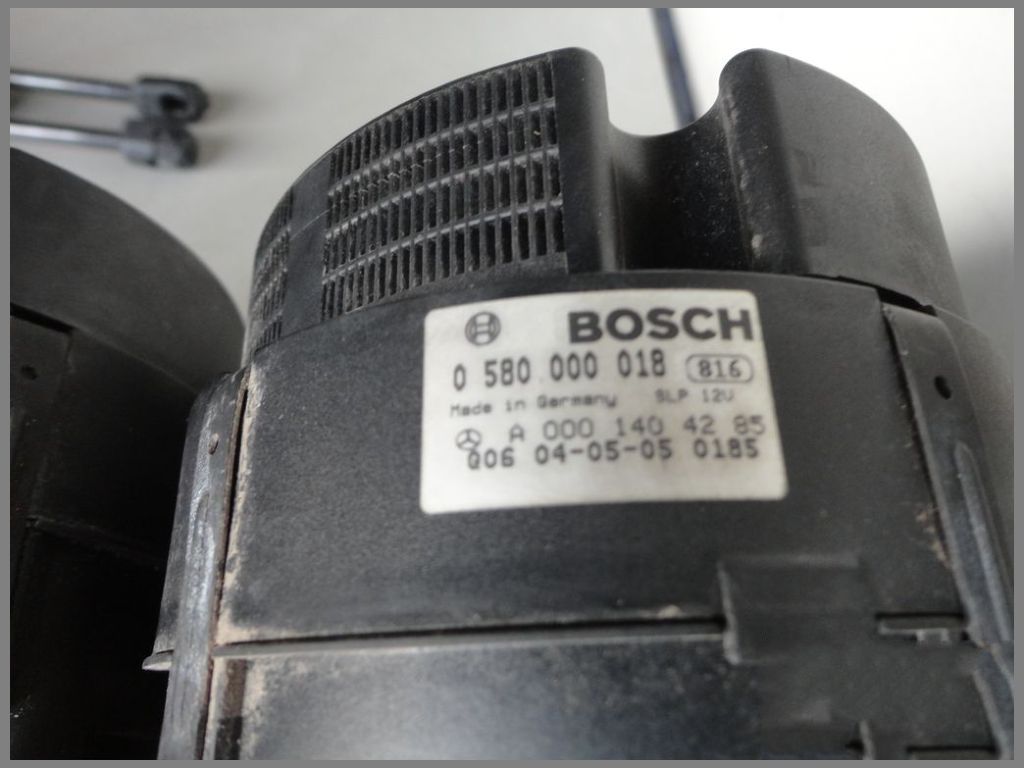 BOSCH
0 580 000 018 816
Made in Germany SLP 12V
A 000 140 42 85
Q06 04-05-05 0185